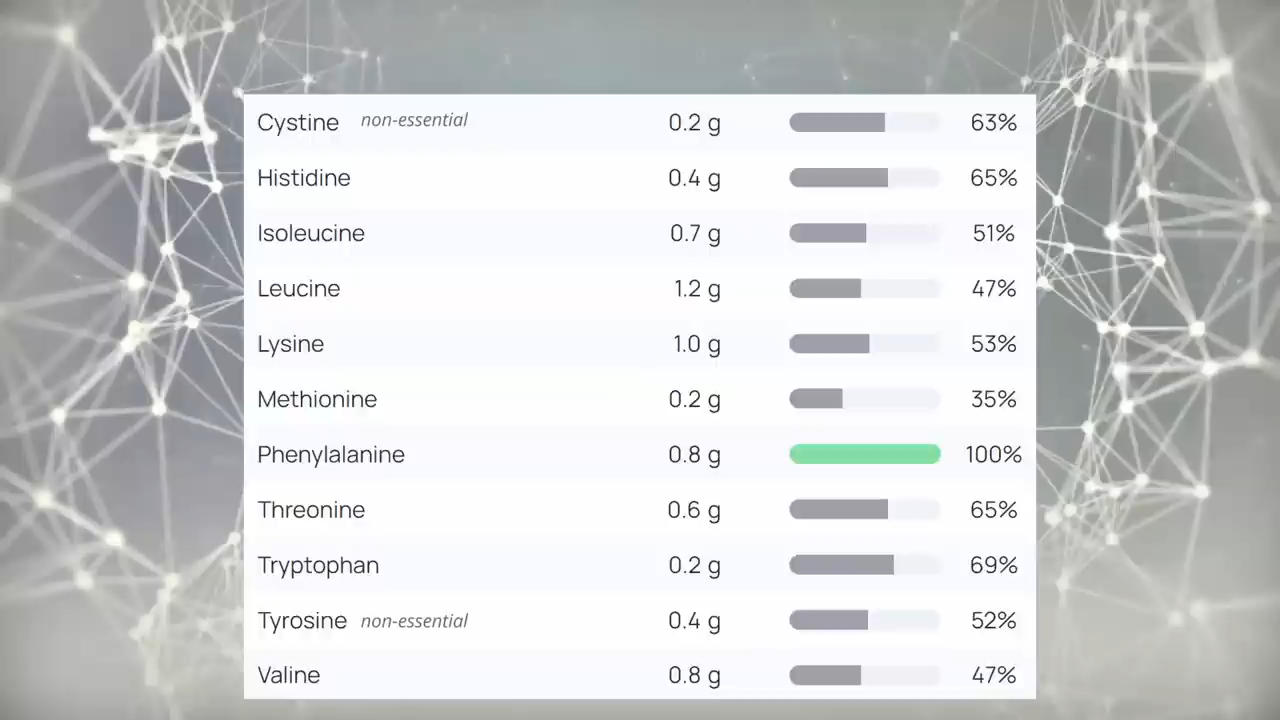 Cystine non-essential 0.2 g 63%
Histidine 0.4 g 65%
Isoleucine 0.7 g 51%
Leucine 1.2 g 47%
Lysine 1.0 g 53%
Methionine 0.2 g 35%
Phenylalanine 0.8 g 100%
Threonine 0.6 g 65%
Tryptophan 0.2 g 69%
Tyrosine non-essential 0.4 g 52%
Valine 0.8 g 47%